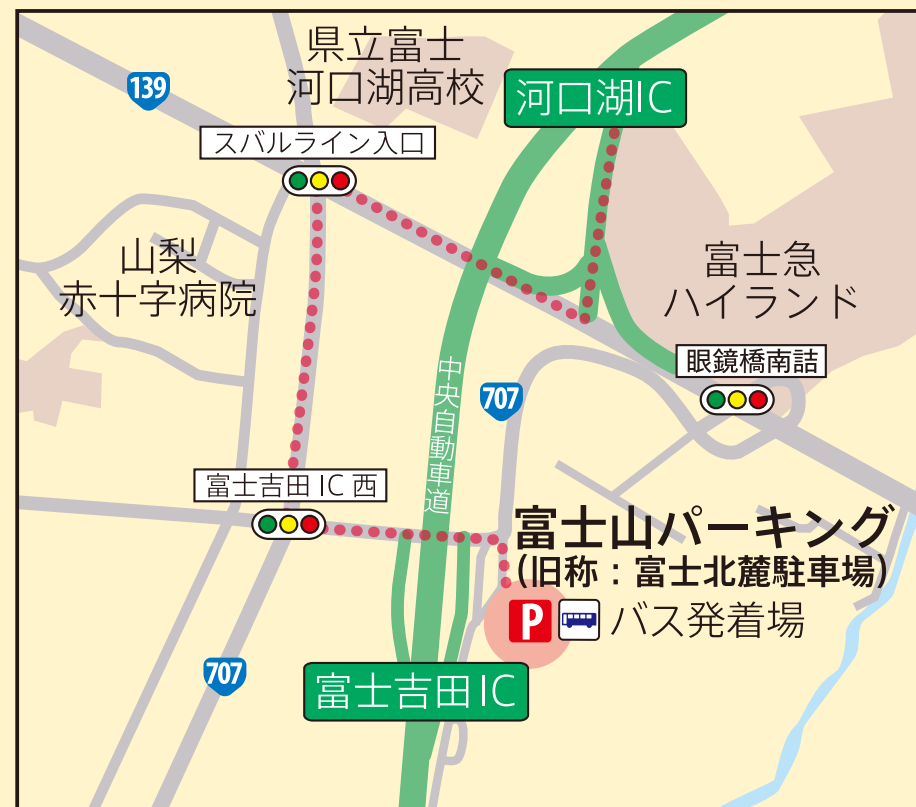 県立富士
河口湖高校
139
河口湖IC
スバルライン入口
山梨
赤十字病院
富士急
ハイランド
眼鏡橋南詰
中央自動車道
707
富士吉田IC西
富士山パーキング
(旧称：富士北麓駐車場)
P
バス発着場
707
富士吉田IC